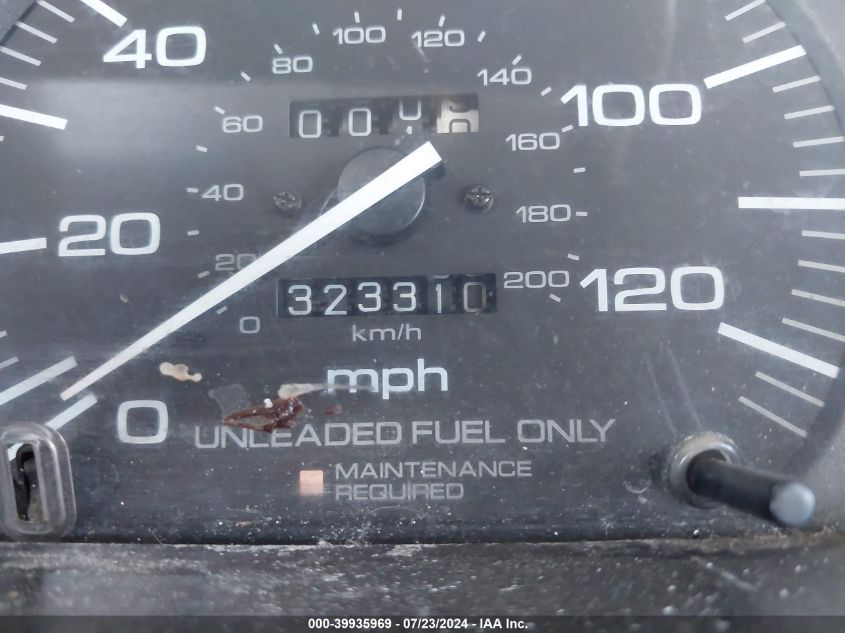 40
100
120
80
140
100
60
160
40
20
180
20
200
120
323310
0
km/h
mph
0
UNLEADED FUEL ONLY
MAINTENANCE
REQUIRED
000-39935969 - 07/23/2024 - IAA Inc.